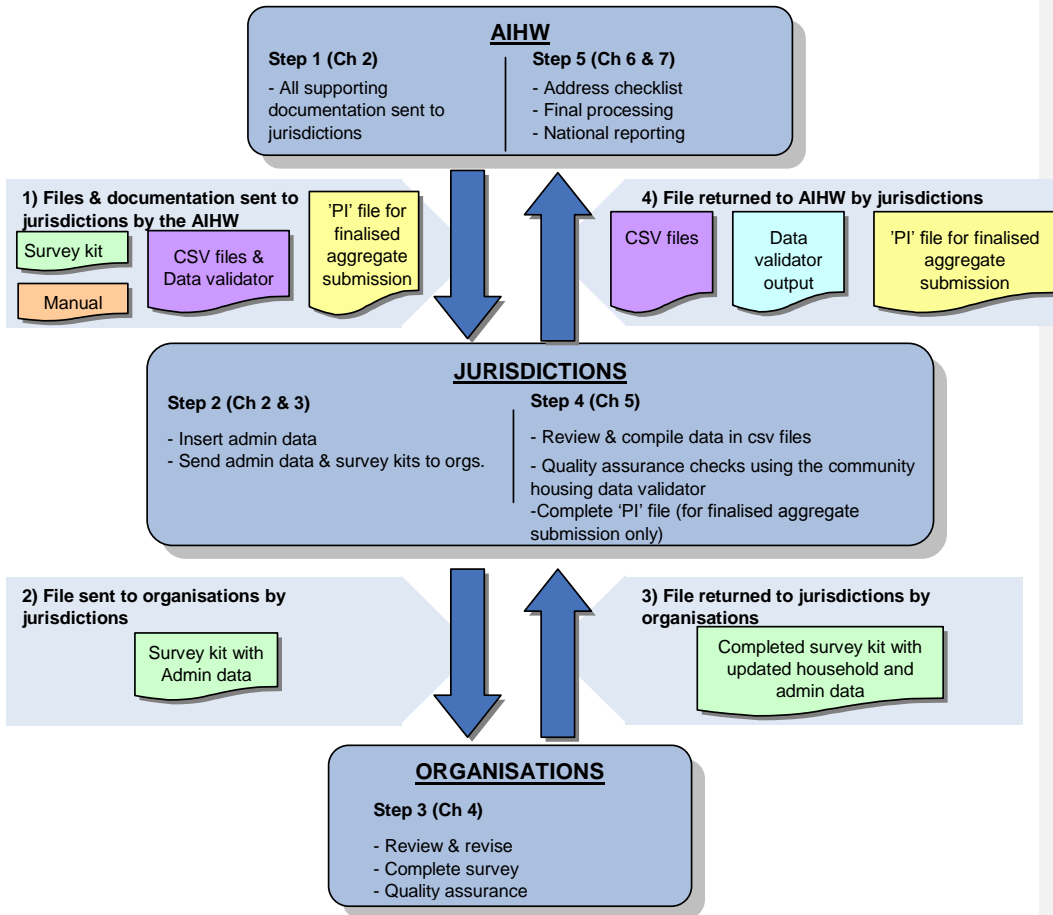 AIHW
Step 1 (Ch 2)
- All supporting
documentation sent to
jurisdictions
Step 5 (Ch 6 & 7)
- Address checklist
- Final processing
- National reporting
1) Files & documentation sent to
jurisdictions by the AIHW
Survey kit
Manual
CSV files &
Data validator
'PI' file for
finalised
aggregate
submission
4) File returned to AIHW by jurisdictions
CSV files
Data
validator
output
'PI' file for finalised
aggregate
submission
JURISDICTIONS
Step 2 (Ch 2 & 3)
- Insert admin data
- Send admin data & survey kits to orgs.
Step 4 (Ch 5)
- Review & compile data in csv files
- Quality assurance checks using the community
housing data validator
-Complete ‘PI’ file (for finalised aggregate
submission only)
2) File sent to organisations by
jurisdictions
Survey kit with
Admin data
3) File returned to jurisdictions by
organisations
Completed survey kit with
updated household and
admin data
ORGANISATIONS
Step 3 (Ch 4)
- Review & revise
- Complete survey
- Quality assurance